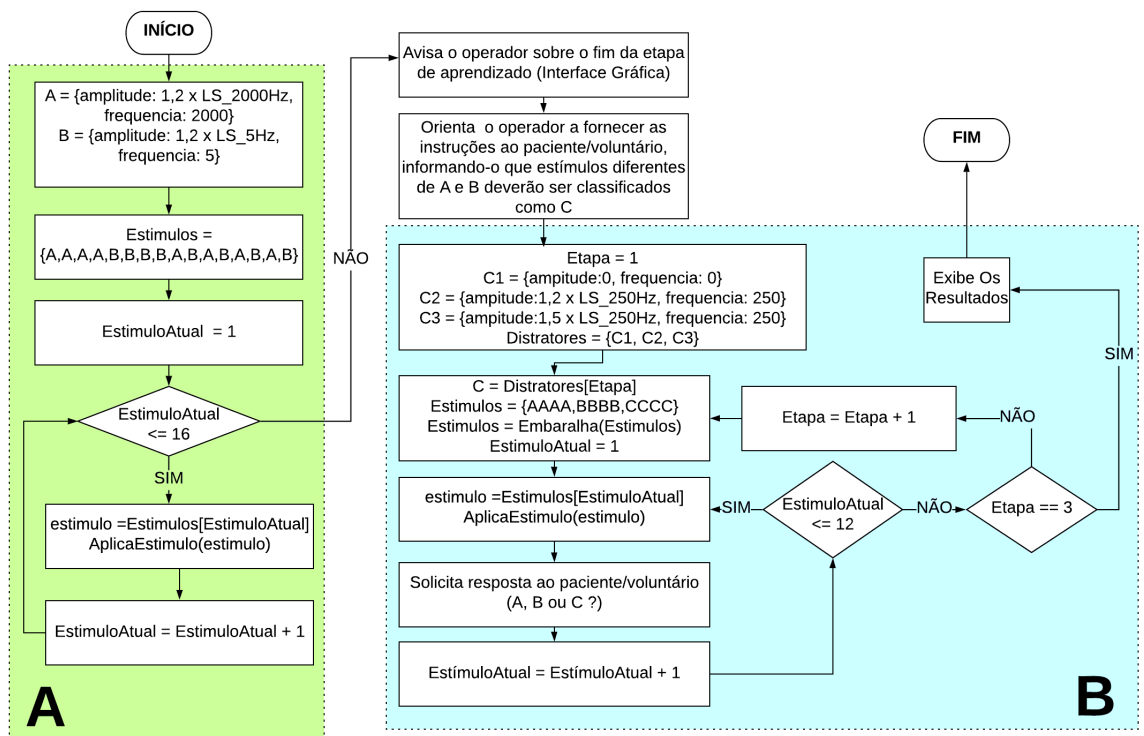 INÍCIO
A = {amplitude: 1,2 x LS_2000Hz,
frequencia: 2000}
B = {amplitude: 1,2 x LS_5Hz,
frequencia: 5}
Estimulos =
{A,A,A,A,B,B,B,B,A,B,A,B,A,B,A,B}
EstimuloAtual = 1
EstimuloAtual
<= 16
SIM
estimulo =Estimulos[EstimuloAtual]
AplicaEstimulo(estimulo)
EstimuloAtual = EstimuloAtual + 1
A
NÃO
Avisa o operador sobre o fim da etapa
de aprendizado (Interface Gráfica)
Orienta o operador a fornecer as
instruções ao paciente/voluntário,
informando-o que estímulos diferentes
de A e B deverão ser classificados
como C
Etapa = 1
C1 = {amplitude:0, frequencia: 0}
C2 = {amplitude:1,2 x LS_250Hz, frequencia: 250}
C3 = {amplitude:1,5 x LS_250Hz, frequencia: 250}
Distratores = {C1, C2, C3}
C = Distratores[Etapa]
Estimulos = {AAAA,BBBB,CCCC}
Estimulos = Embaralha(Estimulos)
EstimuloAtual = 1
estimulo =Estimulos[EstimuloAtual]
AplicaEstimulo(estimulo)
Solicita resposta ao paciente/voluntário
(A, B ou C ?)
EstímuloAtual = EstímuloAtual + 1
SIM
EstimuloAtual
<= 12
NÃO
Etapa == 3
NÃO
Etapa = Etapa + 1
SIM
Exibe Os
Resultados
FIM
B